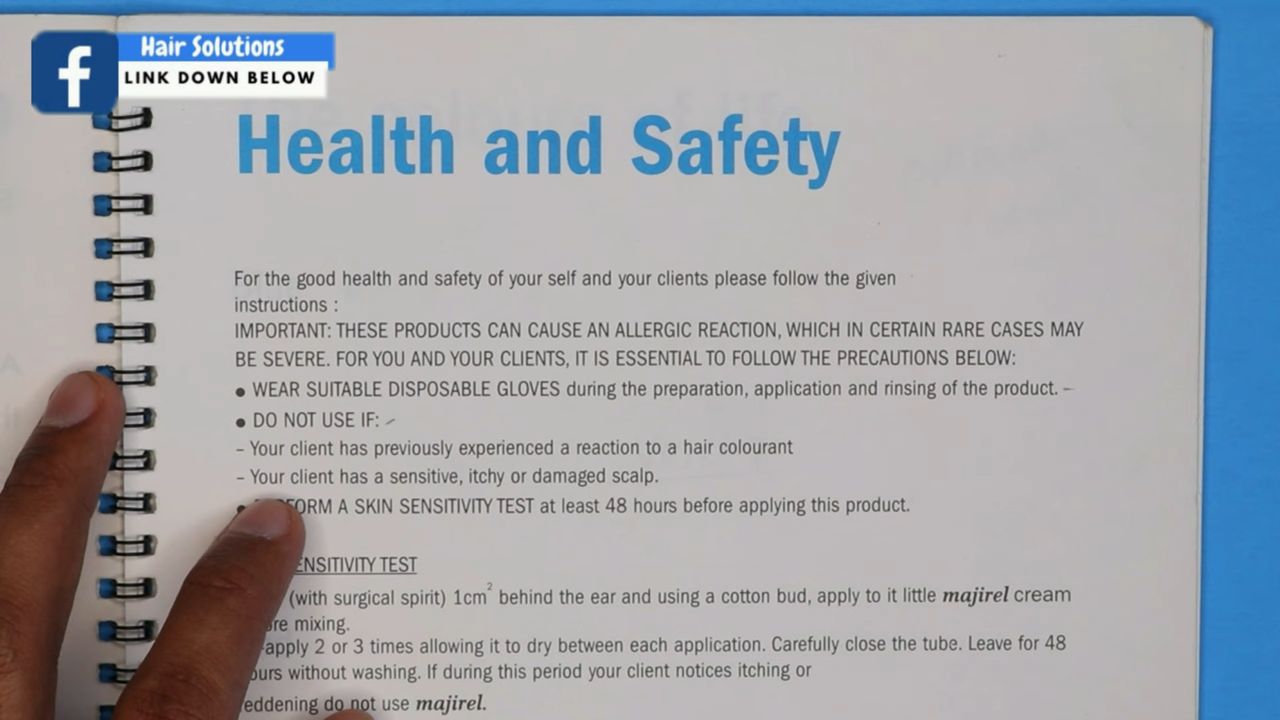 Hair Solutions
LINK DOWN BELOW
Health and Safety
For the good health and safety of your self and your clients please follow the given
instructions :
IMPORTANT: THESE PRODUCTS CAN CAUSE AN ALLERGIC REACTION, WHICH IN CERTAIN RARE CASES MAY
BE SEVERE. FOR YOU AND YOUR CLIENTS, IT IS ESSENTIAL TO FOLLOW THE PRECAUTIONS BELOW:
● WEAR SUITABLE DISPOSABLE GLOVES during the preparation, application and rinsing of the product.
● DO NOT USE IF:
– Your client has previously experienced a reaction to a hair colourant
– Your client has a sensitive, itchy or damaged scalp.
● A SKIN SENSITIVITY TEST at least 48 hours before applying this product.
TEST
(with surgical spirit) 1cm² behind the ear and using a cotton bud, apply to it little majirel cream
mixing.
apply 2 or 3 times allowing it to dry between each application. Carefully close the tube. Leave for 48
without washing. If during this period your client notices itching or
do not use majirel.